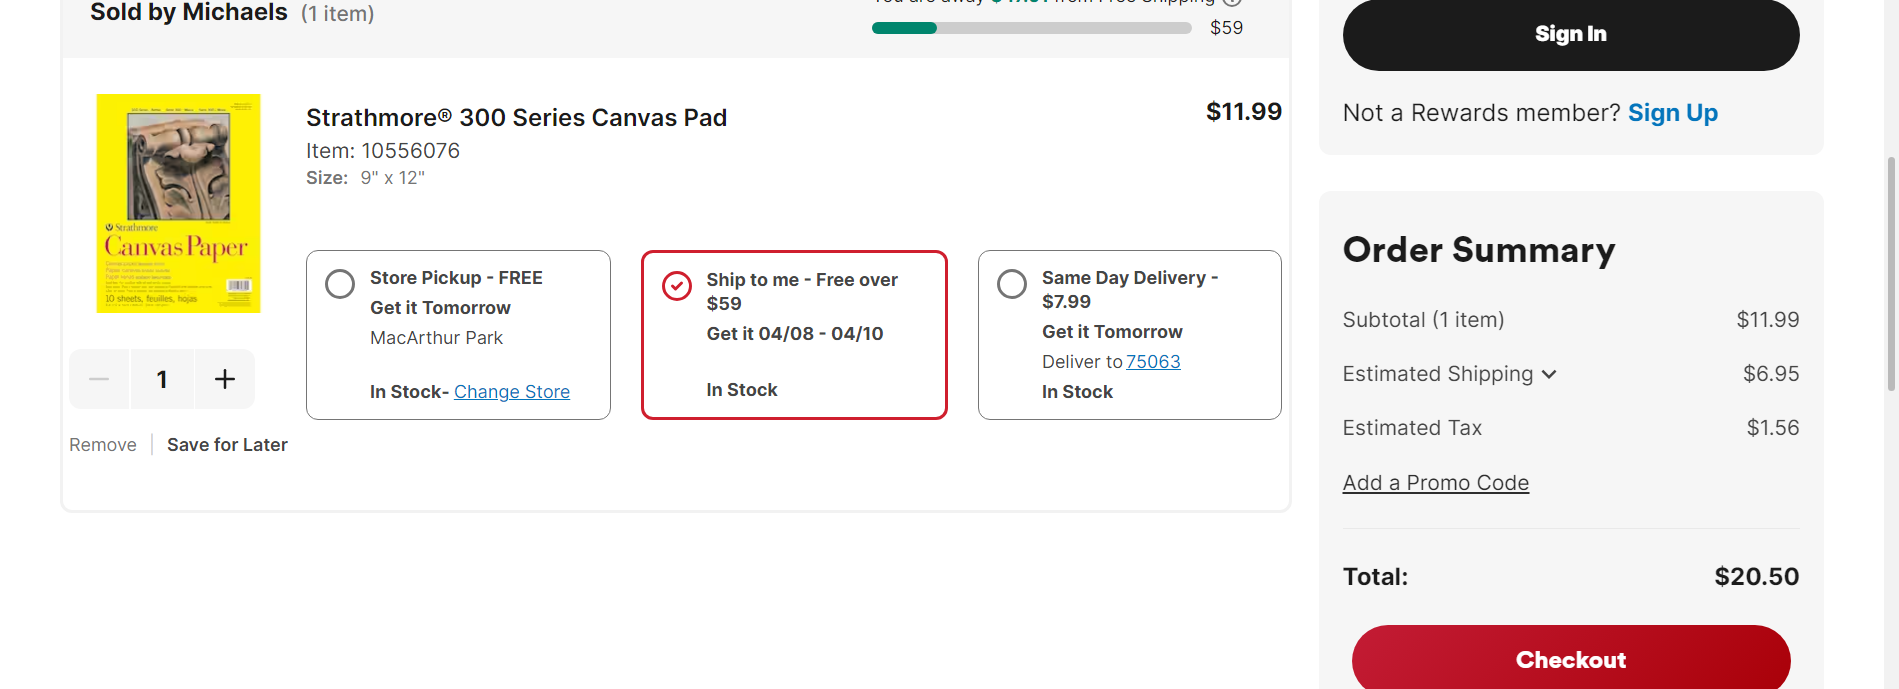 Sold by Michaels (1 item)
from Free Shipping
$59
Strathmore® 300 Series Canvas Pad
$11.99
Item: 10556076
Size: 9" x 12"
Strathmore
Canvas Paper
10 sheets, feuilles, hojas
Store Pickup - FREE
Get it Tomorrow
MacArthur Park
In Stock- Change Store
Ship to me - Free over
$59
Get it 04/08 - 04/10
In Stock
Same Day Delivery -
$7.99
Get it Tomorrow
Deliver to 75063
In Stock
1
Remove
Save for Later
Sign In
Not a Rewards member? Sign Up
Order Summary
Subtotal (1 item) $11.99
Estimated Shipping $6.95
Estimated Tax $1.56
Add a Promo Code
Total: $20.50
Checkout